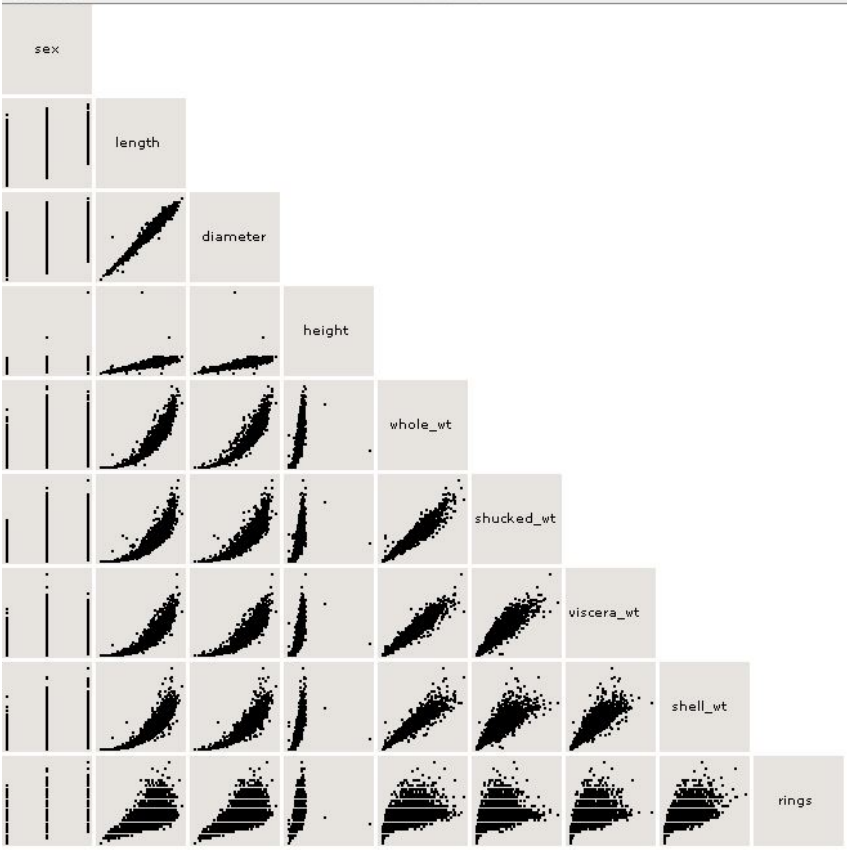 sex
length
diameter
height
whole_wt
shucked_wt
viscera_wt
shell_wt
rings